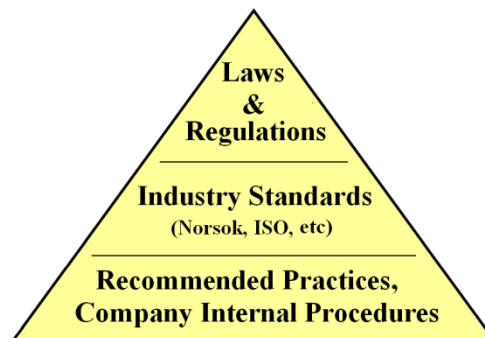 Laws
&
Regulations
Industry Standards
(Norsok, ISO, etc)
Recommended Practices,
Company Internal Procedures